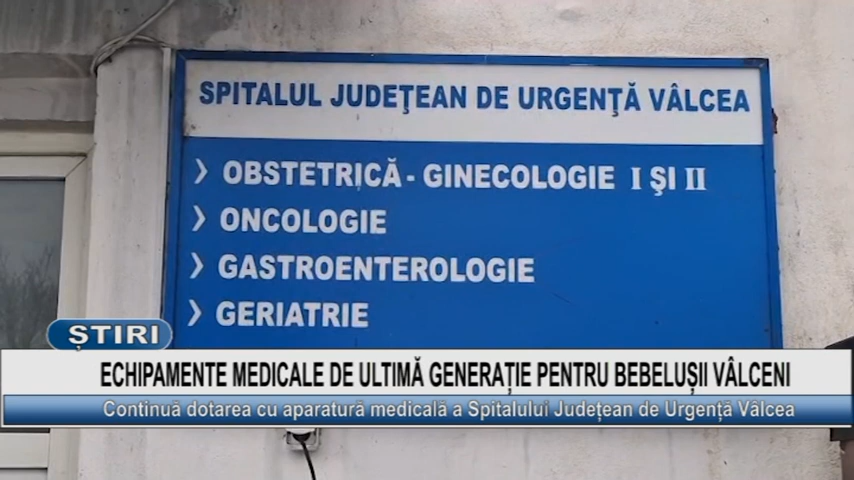 SPITALUL JUDEŢEAN DE URGENŢĂ VÂLCEA
〉 OBSTETRICĂ - GINECOLOGIE I ŞI II
〉 ONCOLOGIE
〉 GASTROENTEROLOGIE
〉 GERIATRIE
ȘTIRI
ECHIPAMENTE MEDICALE DE ULTIMĂ GENERAȚIE PENTRU BEBELUȘII VÂLCENI
Continuă dotarea cu aparatură medicală a Spitalului Județean de Urgență Vâlcea